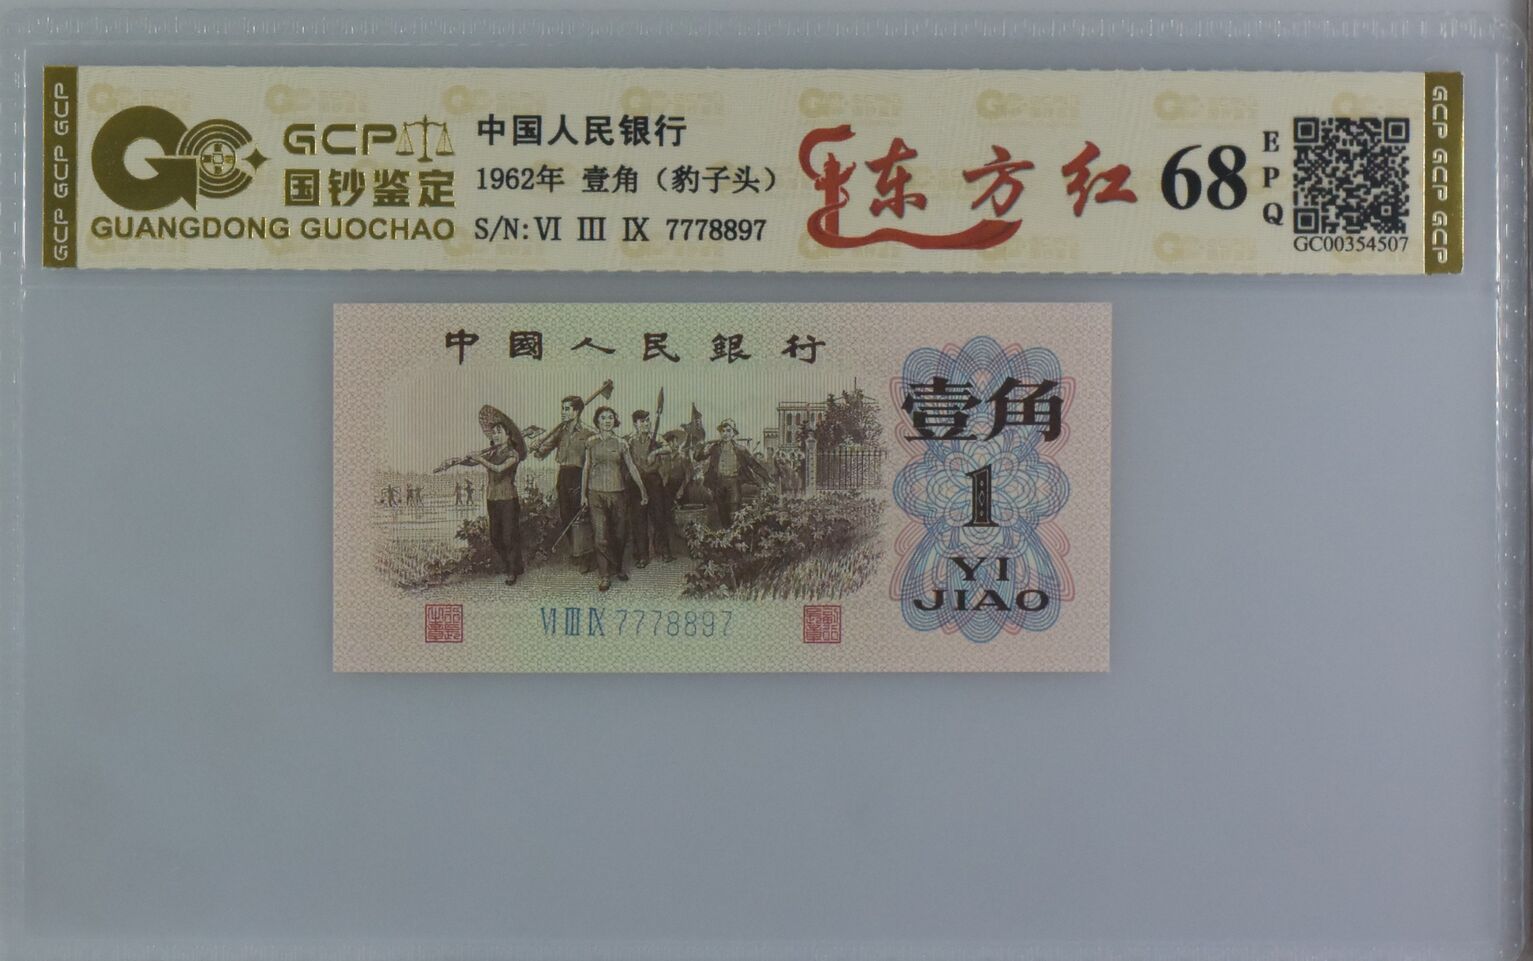 GCP GCP GCP
GCP
国钞鉴定
GUANGDONG GUOCHAO
中国人民银行
1962年 壹角（豹子头）
S/N: VI III IX 7778897
东方红
68
EPQ
GC00354507
GCP GCP GCP
中國人民銀行
壹角
1
YI
JIAO
VI III IX 7778897